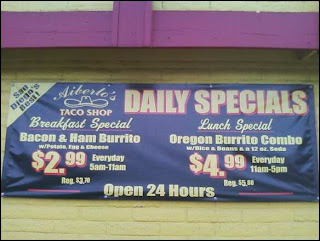 San
Diego's
Best!
Aiberto's
TACO SHOP
DAILY SPECIALS
Breakfast Special
Bacon & Ham Burrito
w/Potato, Egg & Cheese
$2.99 Everyday
5am-11am
Reg. $3.70
Lunch Special
Oregon Burrito Combo
w/Rice & Beans & a 12 oz. Soda
$4.99 Everyday
11am-5pm
Reg. $5.60
Open 24 Hours